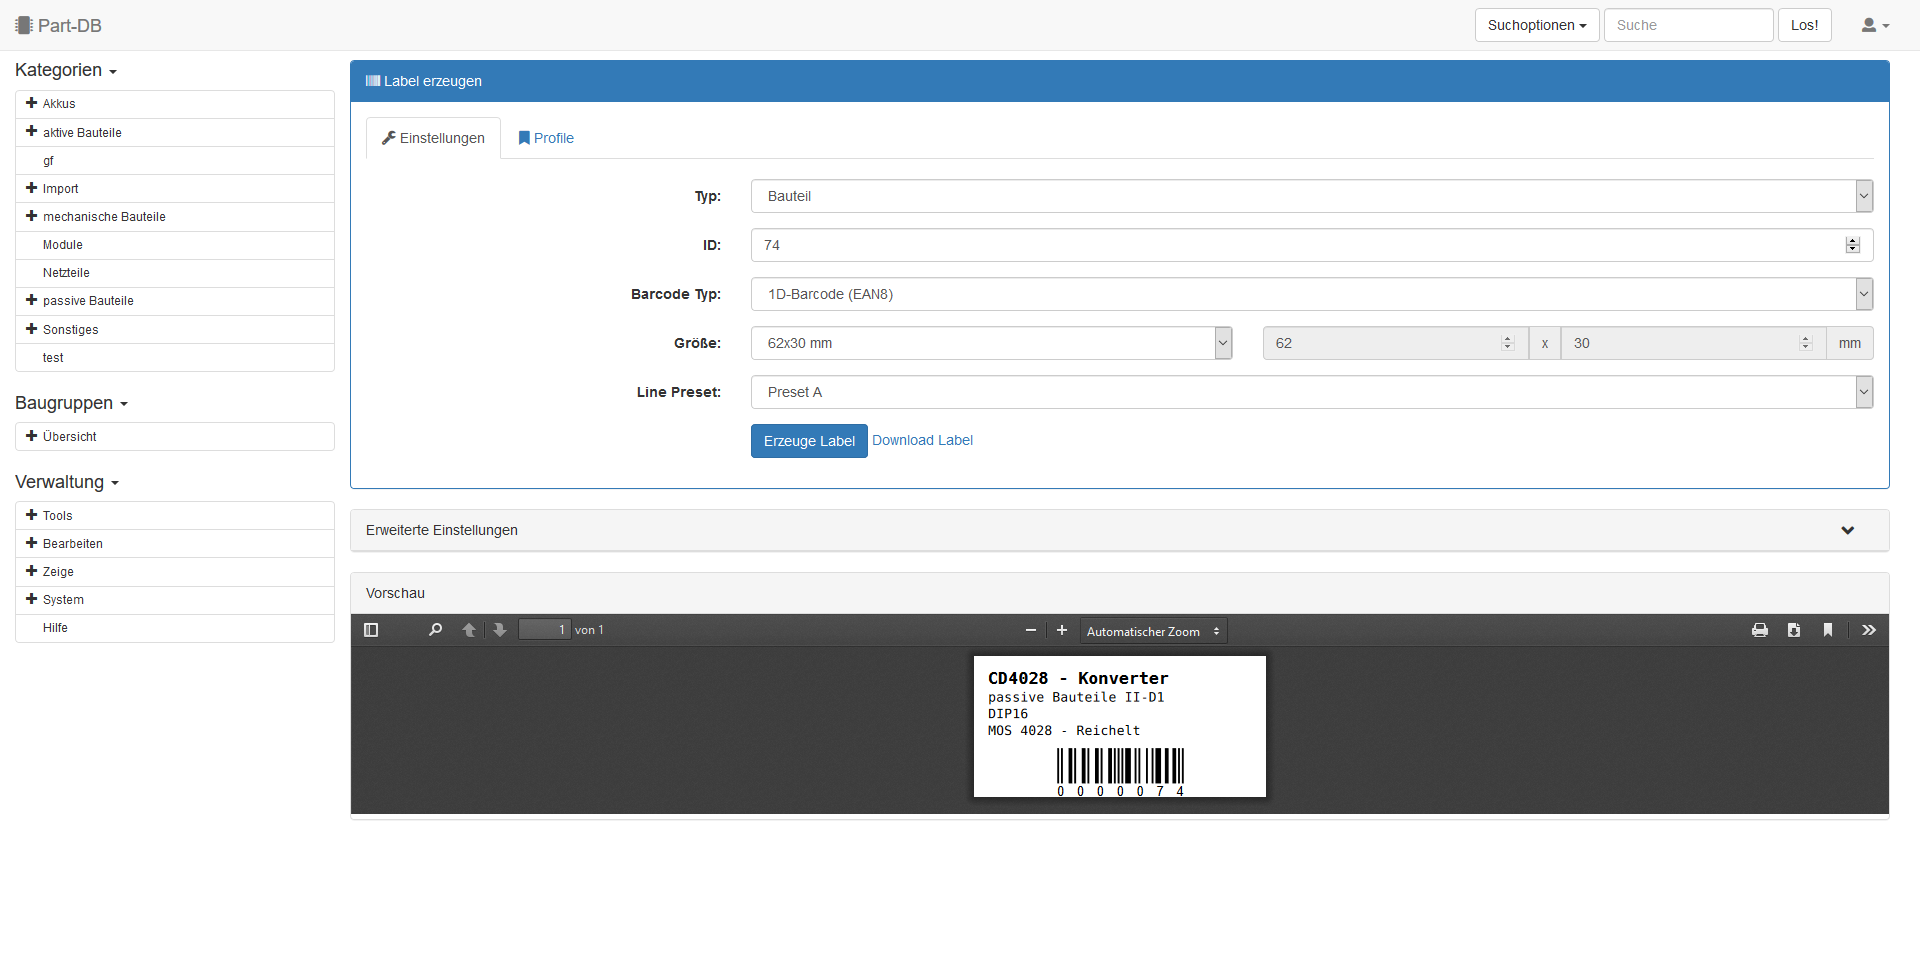 Part-DB
Suchoptionen
Suche
Los!
Kategorien
Akkus
aktive Bauteile
gf
Import
mechanische Bauteile
Module
Netzteile
passive Bauteile
Sonstiges
test
Baugruppen
Übersicht
Verwaltung
Tools
Bearbeiten
Zeige
System
Hilfe
Label erzeugen
Einstellungen
Profile
Typ: Bauteil
ID: 74
Barcode Typ: 1D-Barcode (EAN8)
Größe: 62x30 mm 62 x 30 mm
Line Preset: Preset A
Erzeuge Label Download Label
Erweiterte Einstellungen
Vorschau
1 von 1
Automatischer Zoom
CD4028 - Konverter
passive Bauteile II-D1
DIP16
MOS 4028 - Reichelt
0 0 0 0 0 7 4